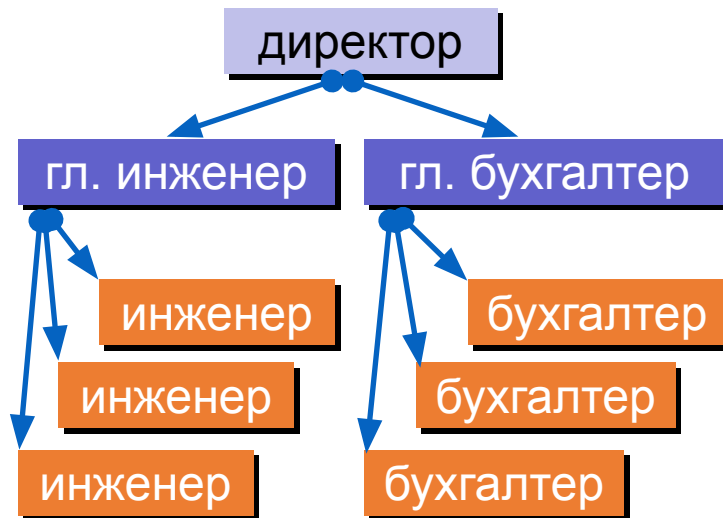 директор
гл. инженер
гл. бухгалтер
инженер
бухгалтер
инженер
бухгалтер
инженер
бухгалтер